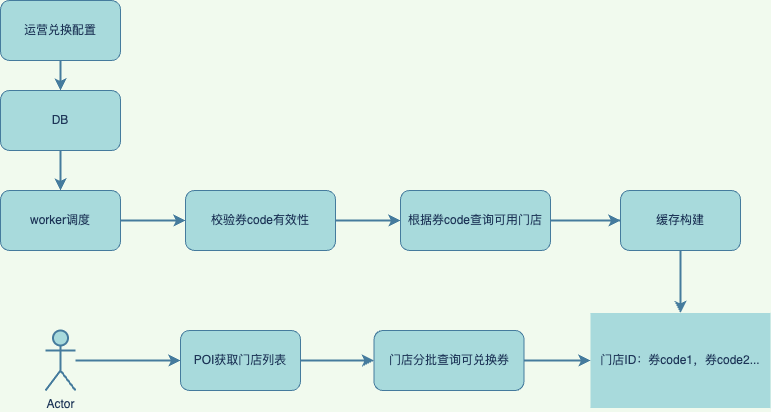 运营兑换配置
DB
worker调度
校验券code有效性
根据券code查询可用门店
缓存构建
POI获取门店列表
门店分批查询可兑换券
门店ID：券code1，券code2...
Actor